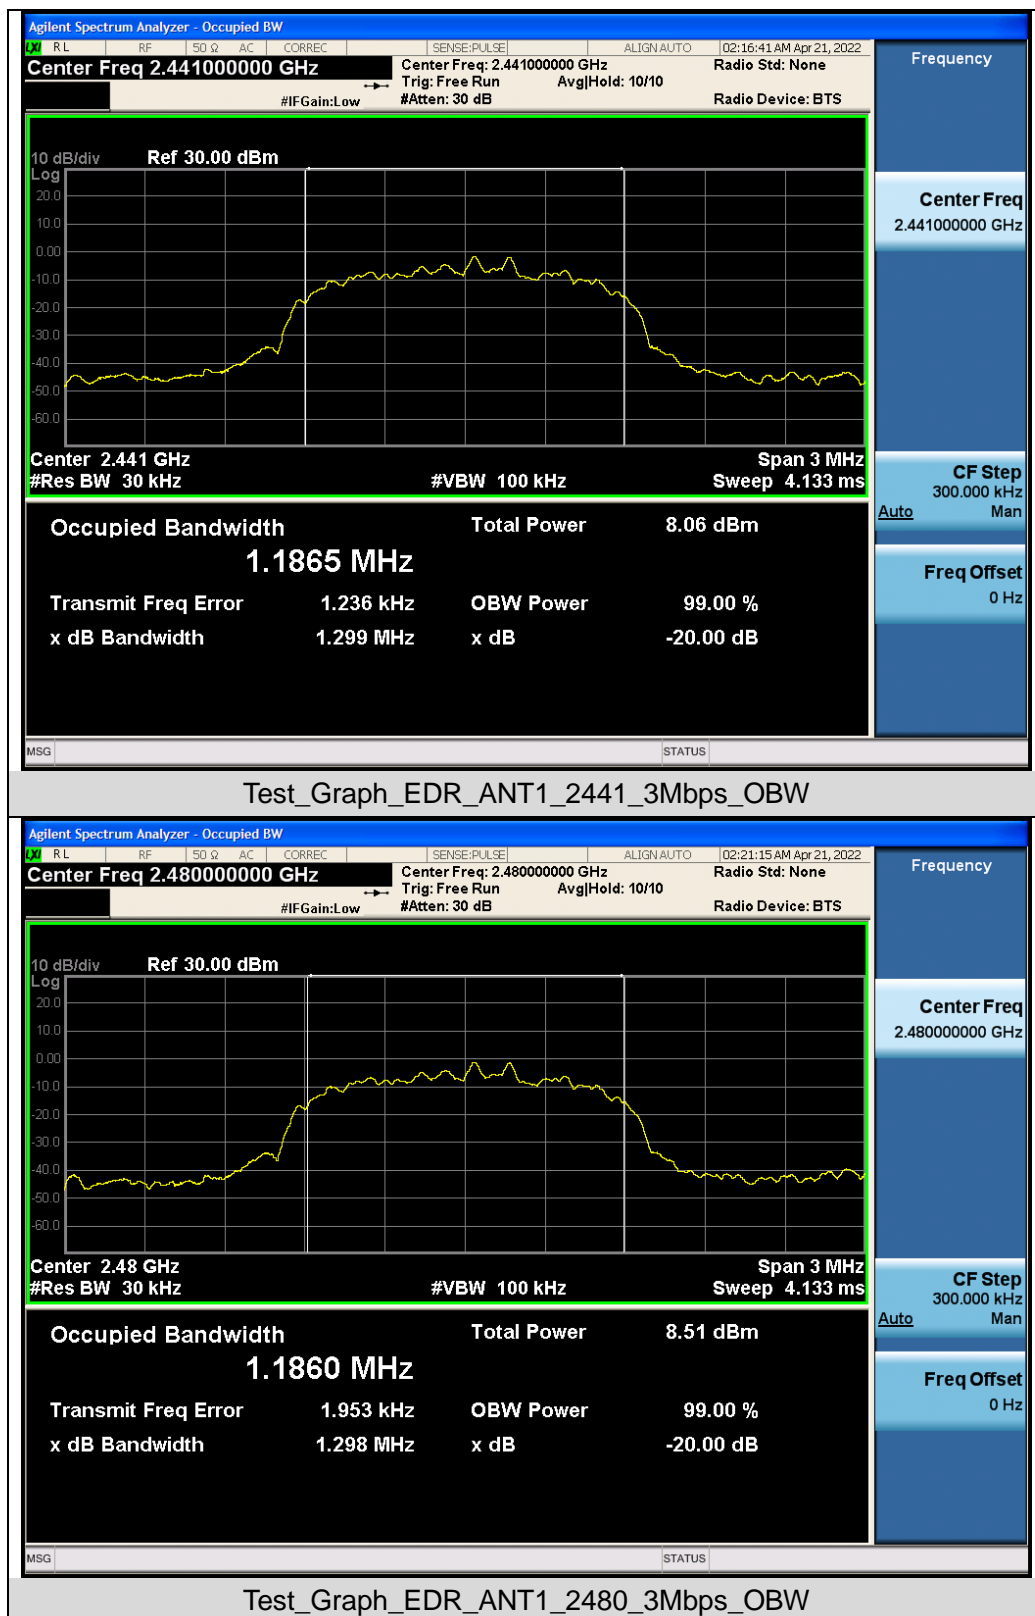 Agilent Spectrum Analyzer - Occupied BW
LXI RL RF 50 Ω AC CORREC SENSE:PULSE ALIGN AUTO 02:16:41 AM Apr 21, 2022
Center Freq 2.441000000 GHz
Center Freq: 2.441000000 GHz
Radio Std: None
Trig: Free Run Avg|Hold: 10/10
#IFGain:Low
#Atten: 30 dB
Radio Device: BTS
Frequency
10 dB/div Ref 30.00 dBm
Log
20.0
10.0
0.00
-10.0
-20.0
-30.0
-40.0
-50.0
-60.0
Center Freq
2.441000000 GHz
Center 2.441 GHz Span 3 MHz
#Res BW 30 kHz #VBW 100 kHz Sweep 4.133 ms
CF Step
300.000 kHz
Auto Man
Occupied Bandwidth Total Power 8.06 dBm
1.1865 MHz
Transmit Freq Error 1.236 kHz OBW Power 99.00 %
x dB Bandwidth 1.299 MHz x dB -20.00 dB
Freq Offset
0 Hz
MSG STATUS
Test_Graph_EDR_ANT1_2441_3Mbps_OBW
Agilent Spectrum Analyzer - Occupied BW
LXI RL RF 50 Ω AC CORREC SENSE:PULSE ALIGN AUTO 02:21:15 AM Apr 21, 2022
Center Freq 2.480000000 GHz
Center Freq: 2.480000000 GHz
Radio Std: None
Trig: Free Run Avg|Hold: 10/10
#IFGain:Low
#Atten: 30 dB
Radio Device: BTS
Frequency
10 dB/div Ref 30.00 dBm
Log
20.0
10.0
0.00
-10.0
-20.0
-30.0
-40.0
-50.0
-60.0
Center Freq
2.480000000 GHz
Center 2.48 GHz Span 3 MHz
#Res BW 30 kHz #VBW 100 kHz Sweep 4.133 ms
CF Step
300.000 kHz
Auto Man
Occupied Bandwidth Total Power 8.51 dBm
1.1860 MHz
Transmit Freq Error 1.953 kHz OBW Power 99.00 %
x dB Bandwidth 1.298 MHz x dB -20.00 dB
Freq Offset
0 Hz
MSG STATUS
Test_Graph_EDR_ANT1_2480_3Mbps_OBW